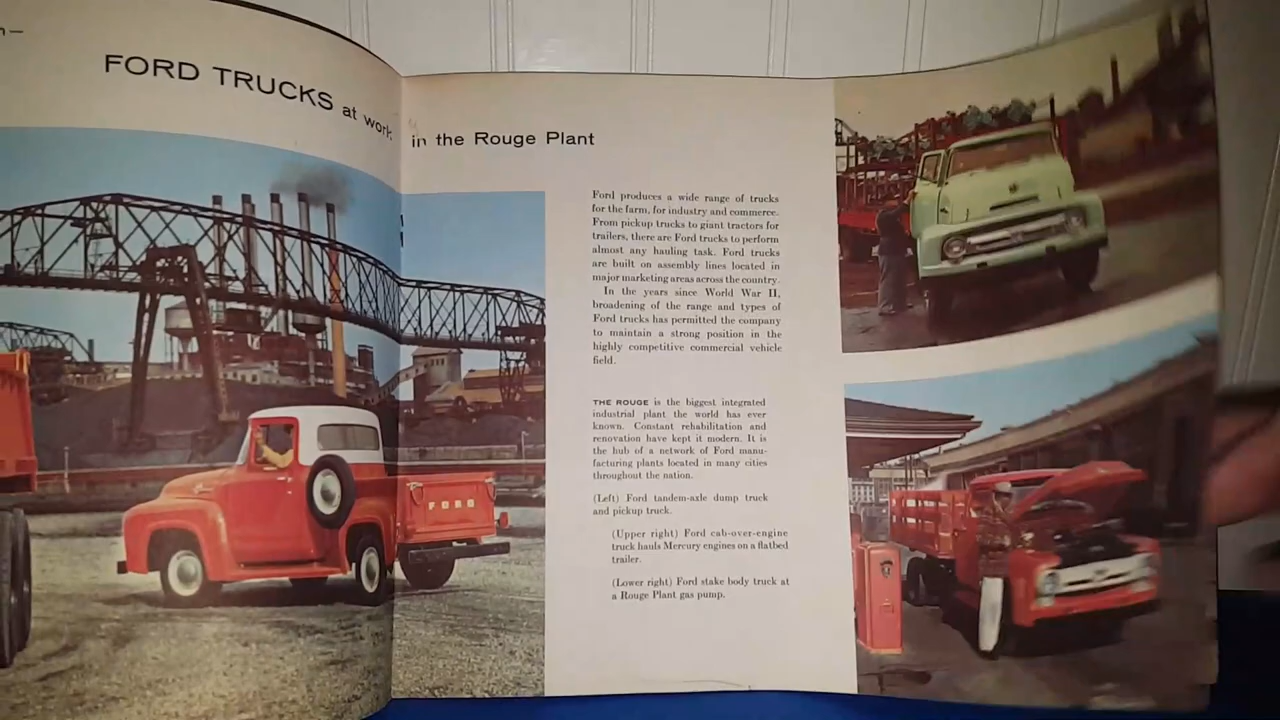 n—
FORD TRUCKS at work in the Rouge Plant
Ford produces a wide range of trucks
for the farm, for industry and commerce.
From pickup trucks to giant tractors for
trailers, there are Ford trucks to perform
almost any hauling task. Ford trucks
are built on assembly lines located in
major marketing areas across the country.
In the years since World War II,
broadening of the range and types of
Ford trucks has permitted the company
to maintain a strong position in the
highly competitive commercial vehicle
field.
THE ROUGE is the biggest integrated
industrial plant the world has ever
known. Constant rehabilitation and
renovation have kept it modern. It is
the hub of a network of Ford manu-
facturing plants located in many cities
throughout the nation.
(Left) Ford tandem-axle dump truck
and pickup truck.
(Upper right) Ford cab-over-engine
truck hauls Mercury engines on a flatbed
trailer.
(Lower right) Ford stake body truck at
a Rouge Plant gas pump.
FORD